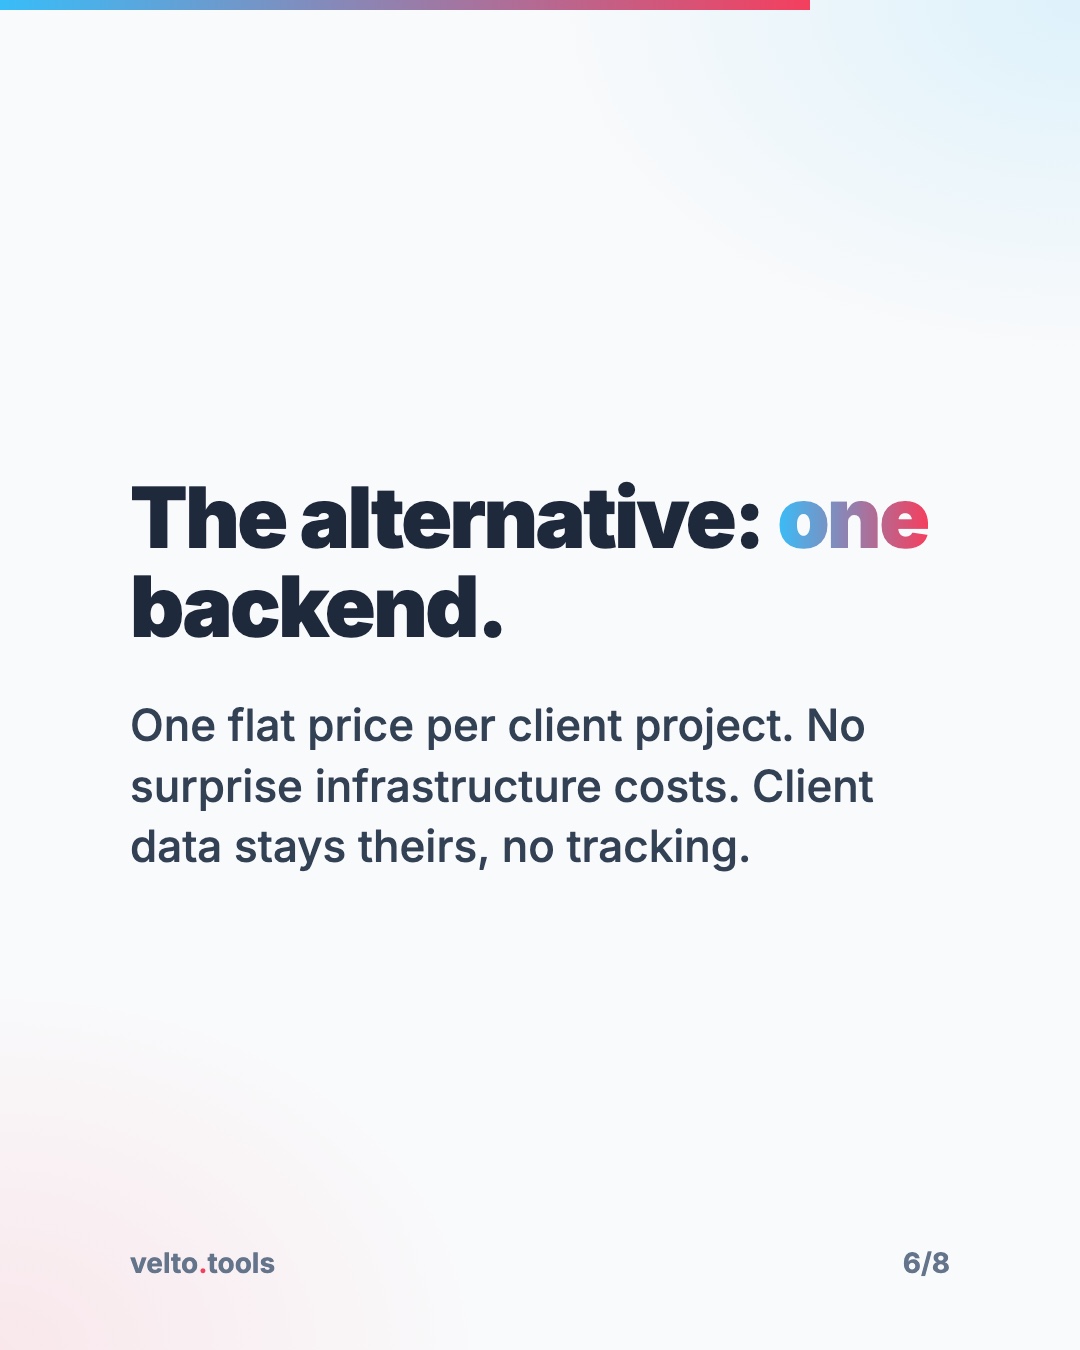 The alternative: one
backend.
One flat price per client project. No
surprise infrastructure costs. Client
data stays theirs, no tracking.
velto.tools
6/8